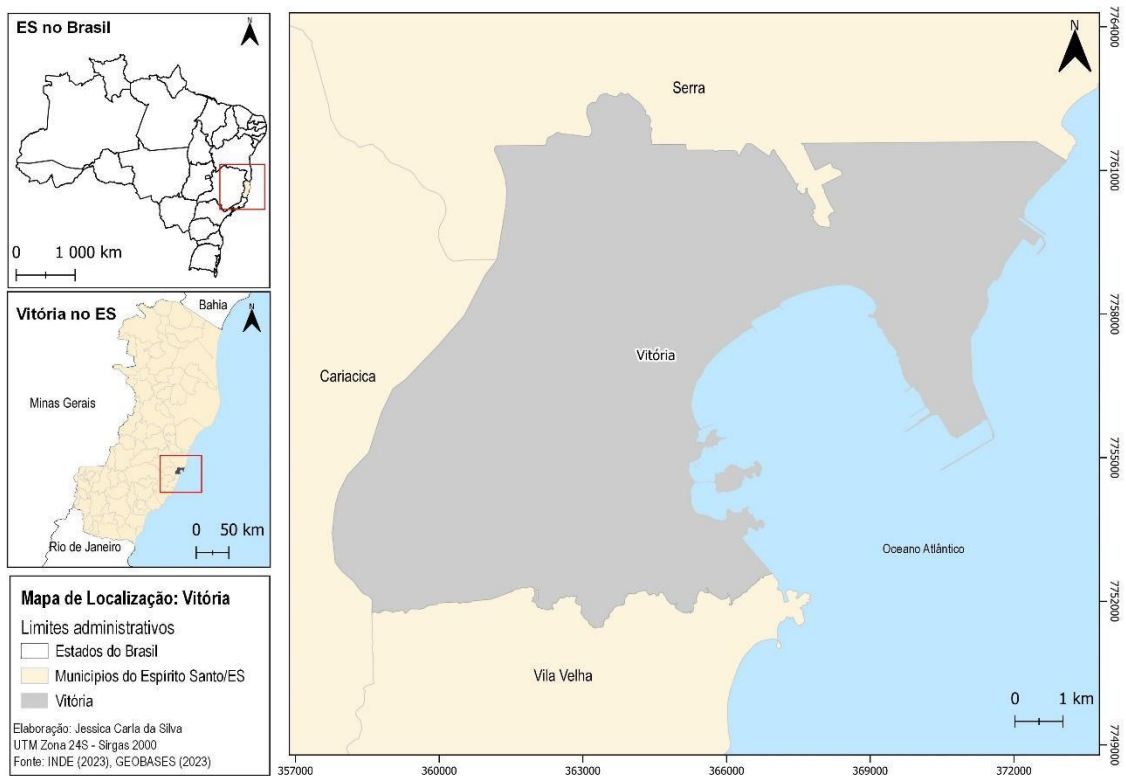 ES no Brasil
N
0 1 000 km
Vitória no ES
N
Bahia
Minas Gerais
Rio de Janeiro
0 50 km
Mapa de Localização: Vitória
Limites administrativos
Estados do Brasil
Municípios do Espírito Santo/ES
Vitória
Elaboração: Jessica Carla da Silva
UTM Zona 24S - Sirgas 2000
Fonte: INDE (2023), GEOBASES (2023)
N
Serra
Vitória
Cariacica
Oceano Atlântico
Vila Velha
0 1 km
7764000
7761000
7758000
7755000
7752000
7749000
357000
360000
363000
366000
369000
372000